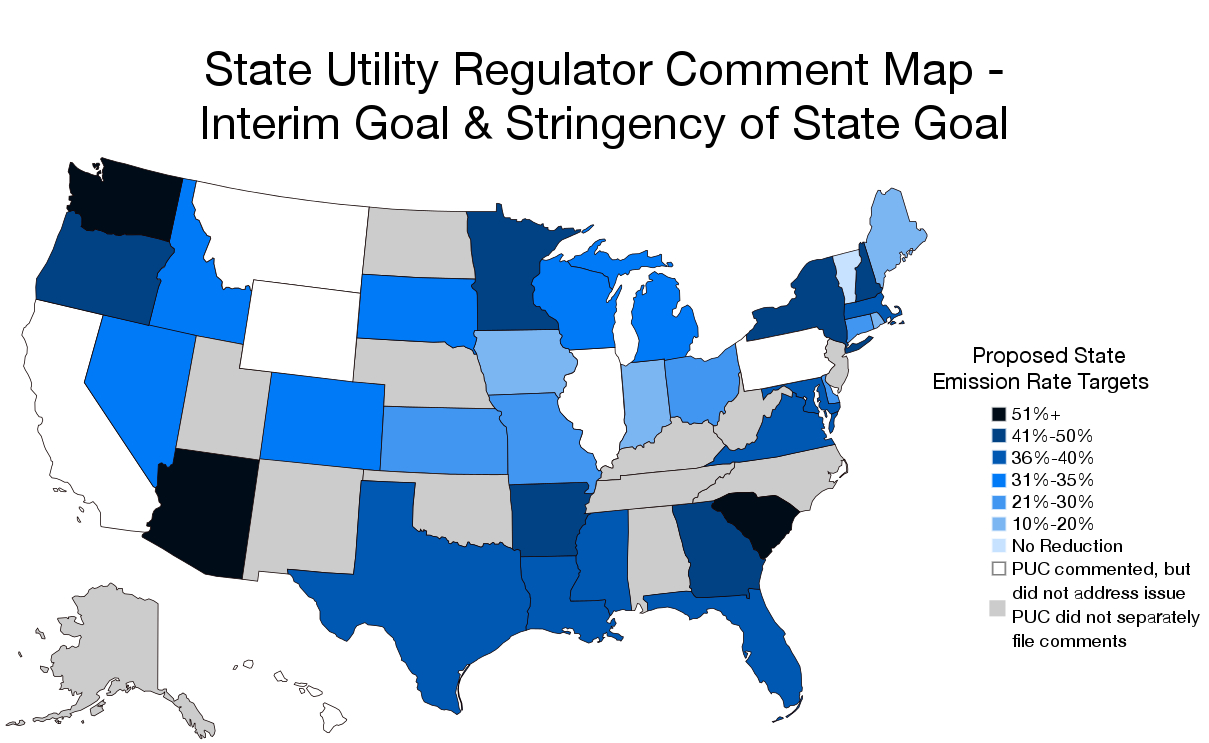 State Utility Regulator Comment Map -
Interim Goal & Stringency of State Goal
Proposed State
Emission Rate Targets
51%+
41%-50%
36%-40%
31%-35%
21%-30%
10%-20%
No Reduction
PUC commented, but
did not address issue
PUC did not separately
file comments